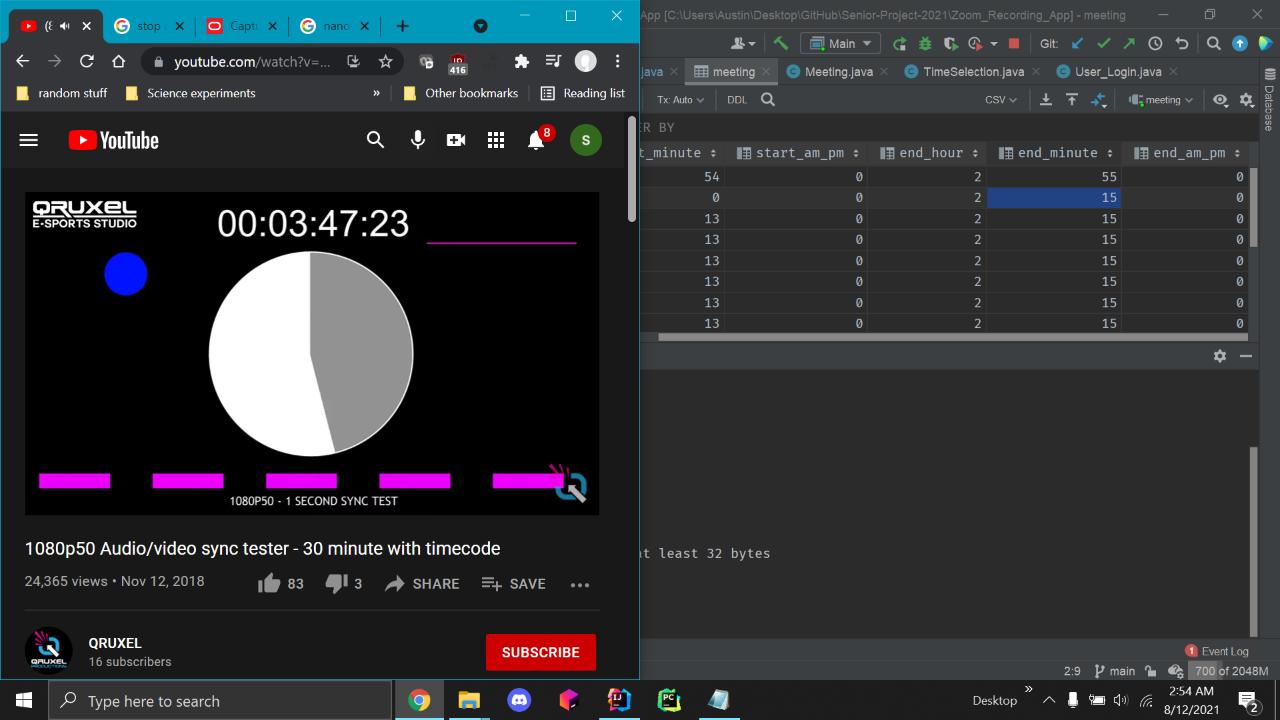 stop
Capt
nano
youtube.com/watch?v=...
416
random stuff
Science experiments
»
Other bookmarks
Reading list
YouTube
8
S
QRUXEL
E-SPORTS STUDIO
00:03:47:23
1080P50 - 1 SECOND SYNC TEST
1080p50 Audio/video sync tester - 30 minute with timecode
24,365 views • Nov 12, 2018
83
3
SHARE
SAVE
QRUXEL
PRODUCTIONS
QRUXEL
16 subscribers
SUBSCRIBE
App [C:\Users\Austin\Desktop\GitHub\Senior-Project-2021\Zoom_Recording_App] - meeting
Main
Git:
java
meeting
Meeting.java
TimeSelection.java
User_Login.java
Tx: Auto
DDL
CSV
meeting
Database
ER BY
t_minute start_am_pm end_hour end_minute end_am_pm
54 0 2 55 0
0 0 2 15 0
13 0 2 15 0
13 0 2 15 0
13 0 2 15 0
13 0 2 15 0
13 0 2 15 0
13 0 2 15 0
at least 32 bytes
1 Event Log
2:9 main 700 of 2048M
Type here to search
Desktop
»
2:54 AM
8/12/2021
2